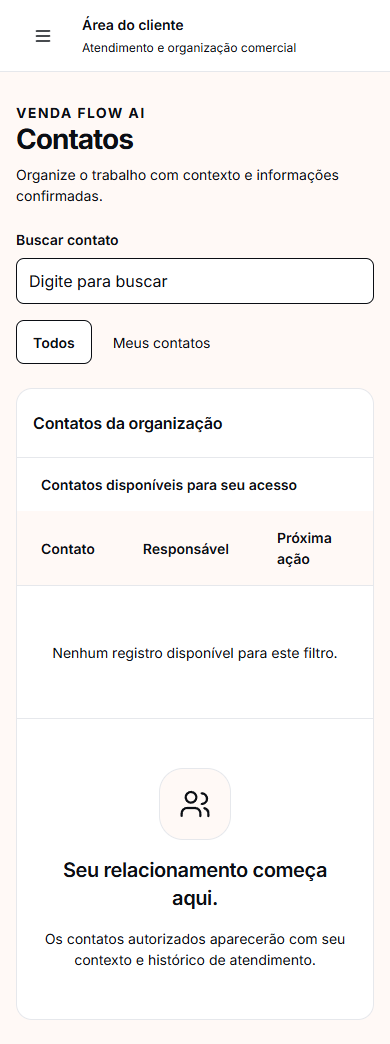 Área do cliente
Atendimento e organização comercial
VENDA FLOW AI
Contatos
Organize o trabalho com contexto e informações
confirmadas.
Buscar contato
Digite para buscar
Todos
Meus contatos
Contatos da organização
Contatos disponíveis para seu acesso
Contato
Responsável
Próxima
ação
Nenhum registro disponível para este filtro.
Seu relacionamento começa
aqui.
Os contatos autorizados aparecerão com seu
contexto e histórico de atendimento.